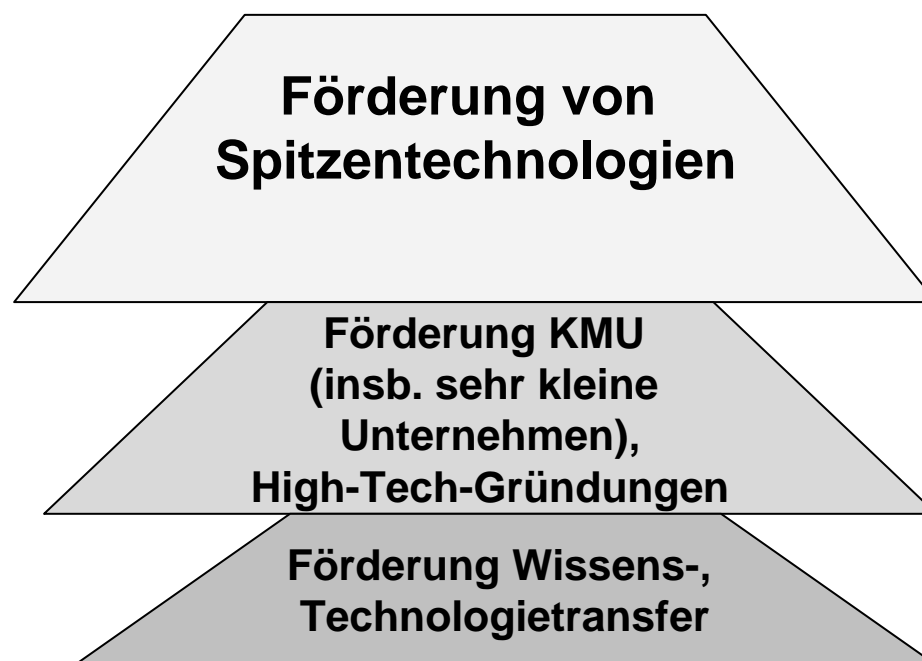 Förderung von
Spitzentechnologien
Förderung KMU
(insb. sehr kleine
Unternehmen),
High-Tech-Gründungen
Förderung Wissens-,
Technologietransfer